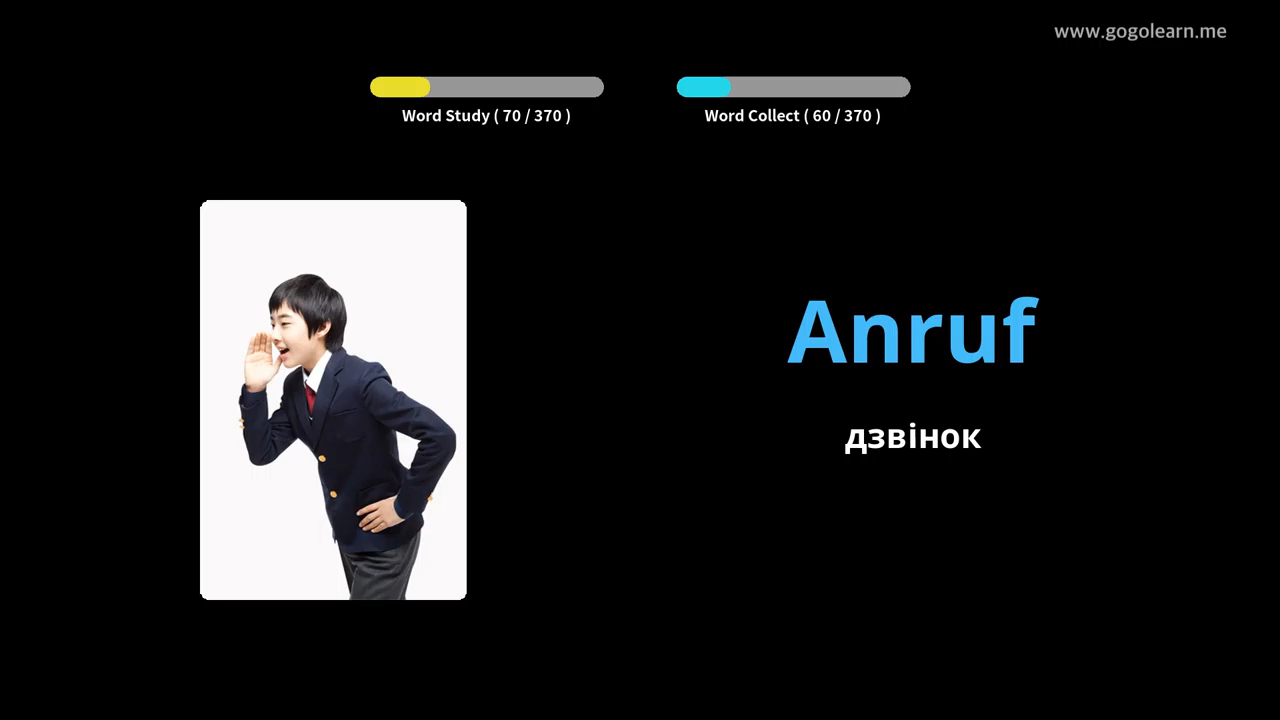 www.gogolearn.me
Word Study ( 70 / 370 )
Word Collect ( 60 / 370 )
Anruf
дзвінок